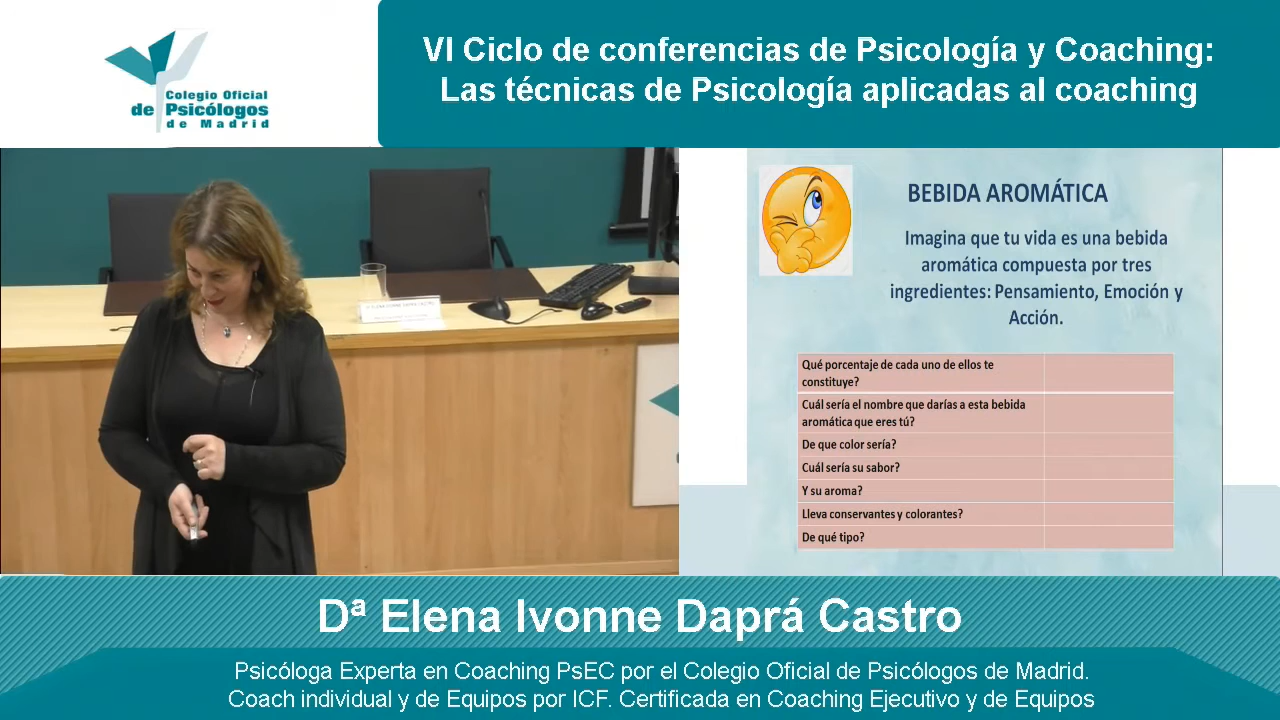 VI Ciclo de conferencias de Psicología y Coaching:
Las técnicas de Psicología aplicadas al coaching
Colegio Oficial
de Psicólogos
de Madrid
BEBIDA AROMÁTICA
Imagina que tu vida es una bebida
aromática compuesta por tres
ingredientes: Pensamiento, Emoción y
Acción.
Qué porcentaje de cada uno de ellos te
constituye?
Cuál sería el nombre que darías a esta bebida
aromática que eres tú?
De que color sería?
Cuál sería su sabor?
Y su aroma?
Lleva conservantes y colorantes?
De qué tipo?
Dª Elena Ivonne Daprá Castro
Psicóloga Experta en Coaching PsEC por el Colegio Oficial de Psicólogos de Madrid.
Coach individual y de Equipos por ICF. Certificada en Coaching Ejecutivo y de Equipos